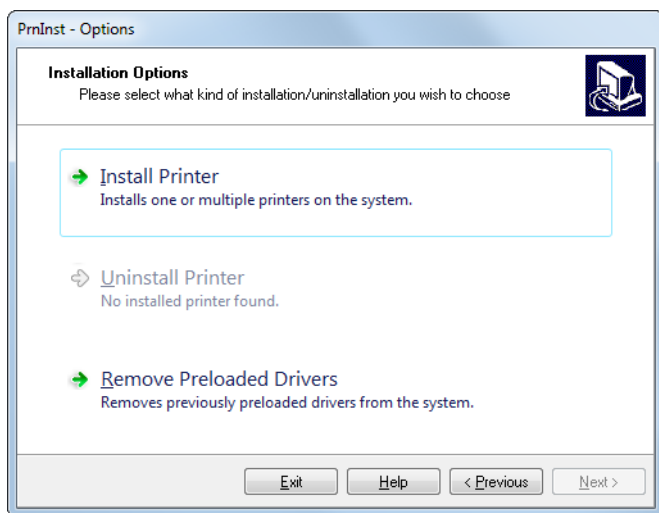 PrnInst - Options
Installation Options
Please select what kind of installation/uninstallation you wish to choose
Install Printer
Installs one or multiple printers on the system.
Uninstall Printer
No installed printer found.
Remove Preloaded Drivers
Removes previously preloaded drivers from the system.
Exit Help < Previous Next >